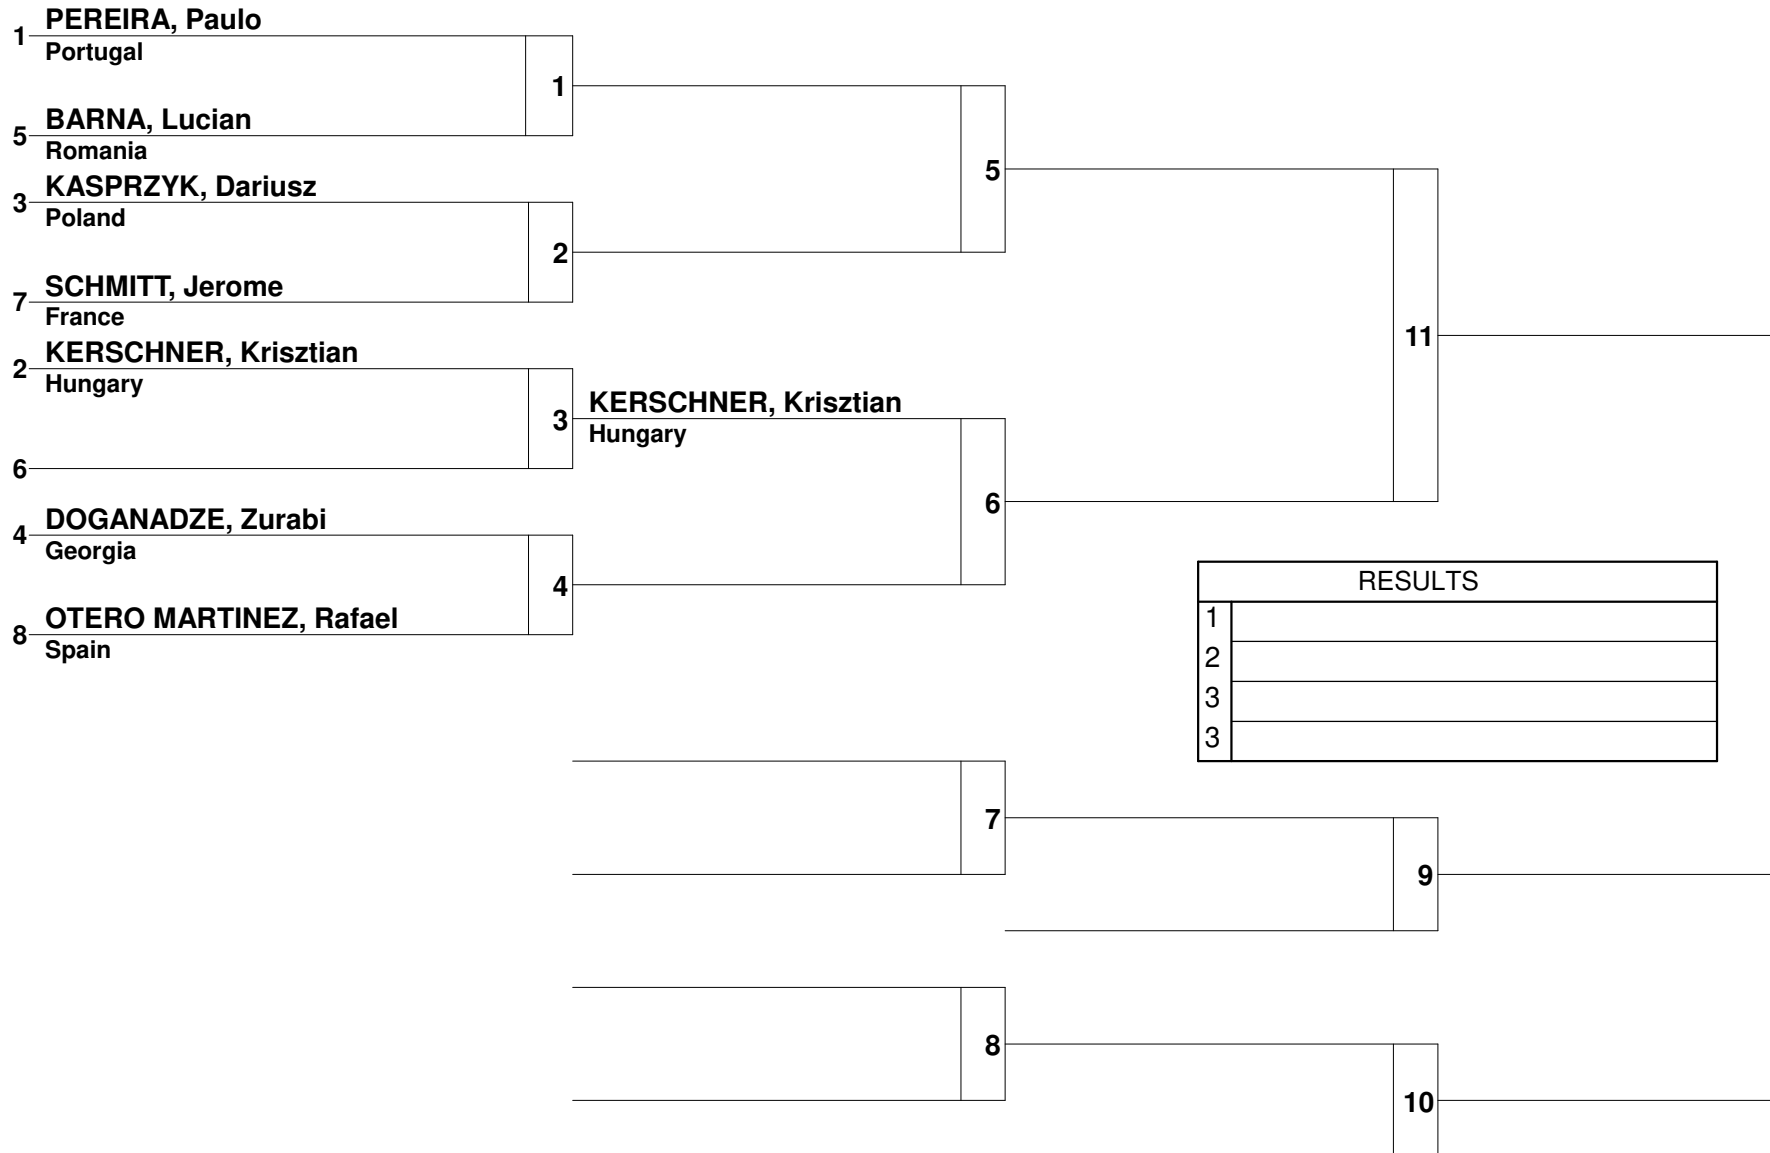 PEREIRA, Paulo
1
Portugal
1
BARNA, Lucian
5
Romania
5
KASPRZYK, Dariusz
3
Poland
2
SCHMITT, Jerome
7
France
11
KERSCHNER, Krisztian
2
Hungary
KERSCHNER, Krisztian
3
Hungary
6
6
DOGANADZE, Zurabi
4
Georgia
4
OTERO MARTINEZ, Rafael
8
Spain
RESULTS
1
2
3
3
7
9
8
10